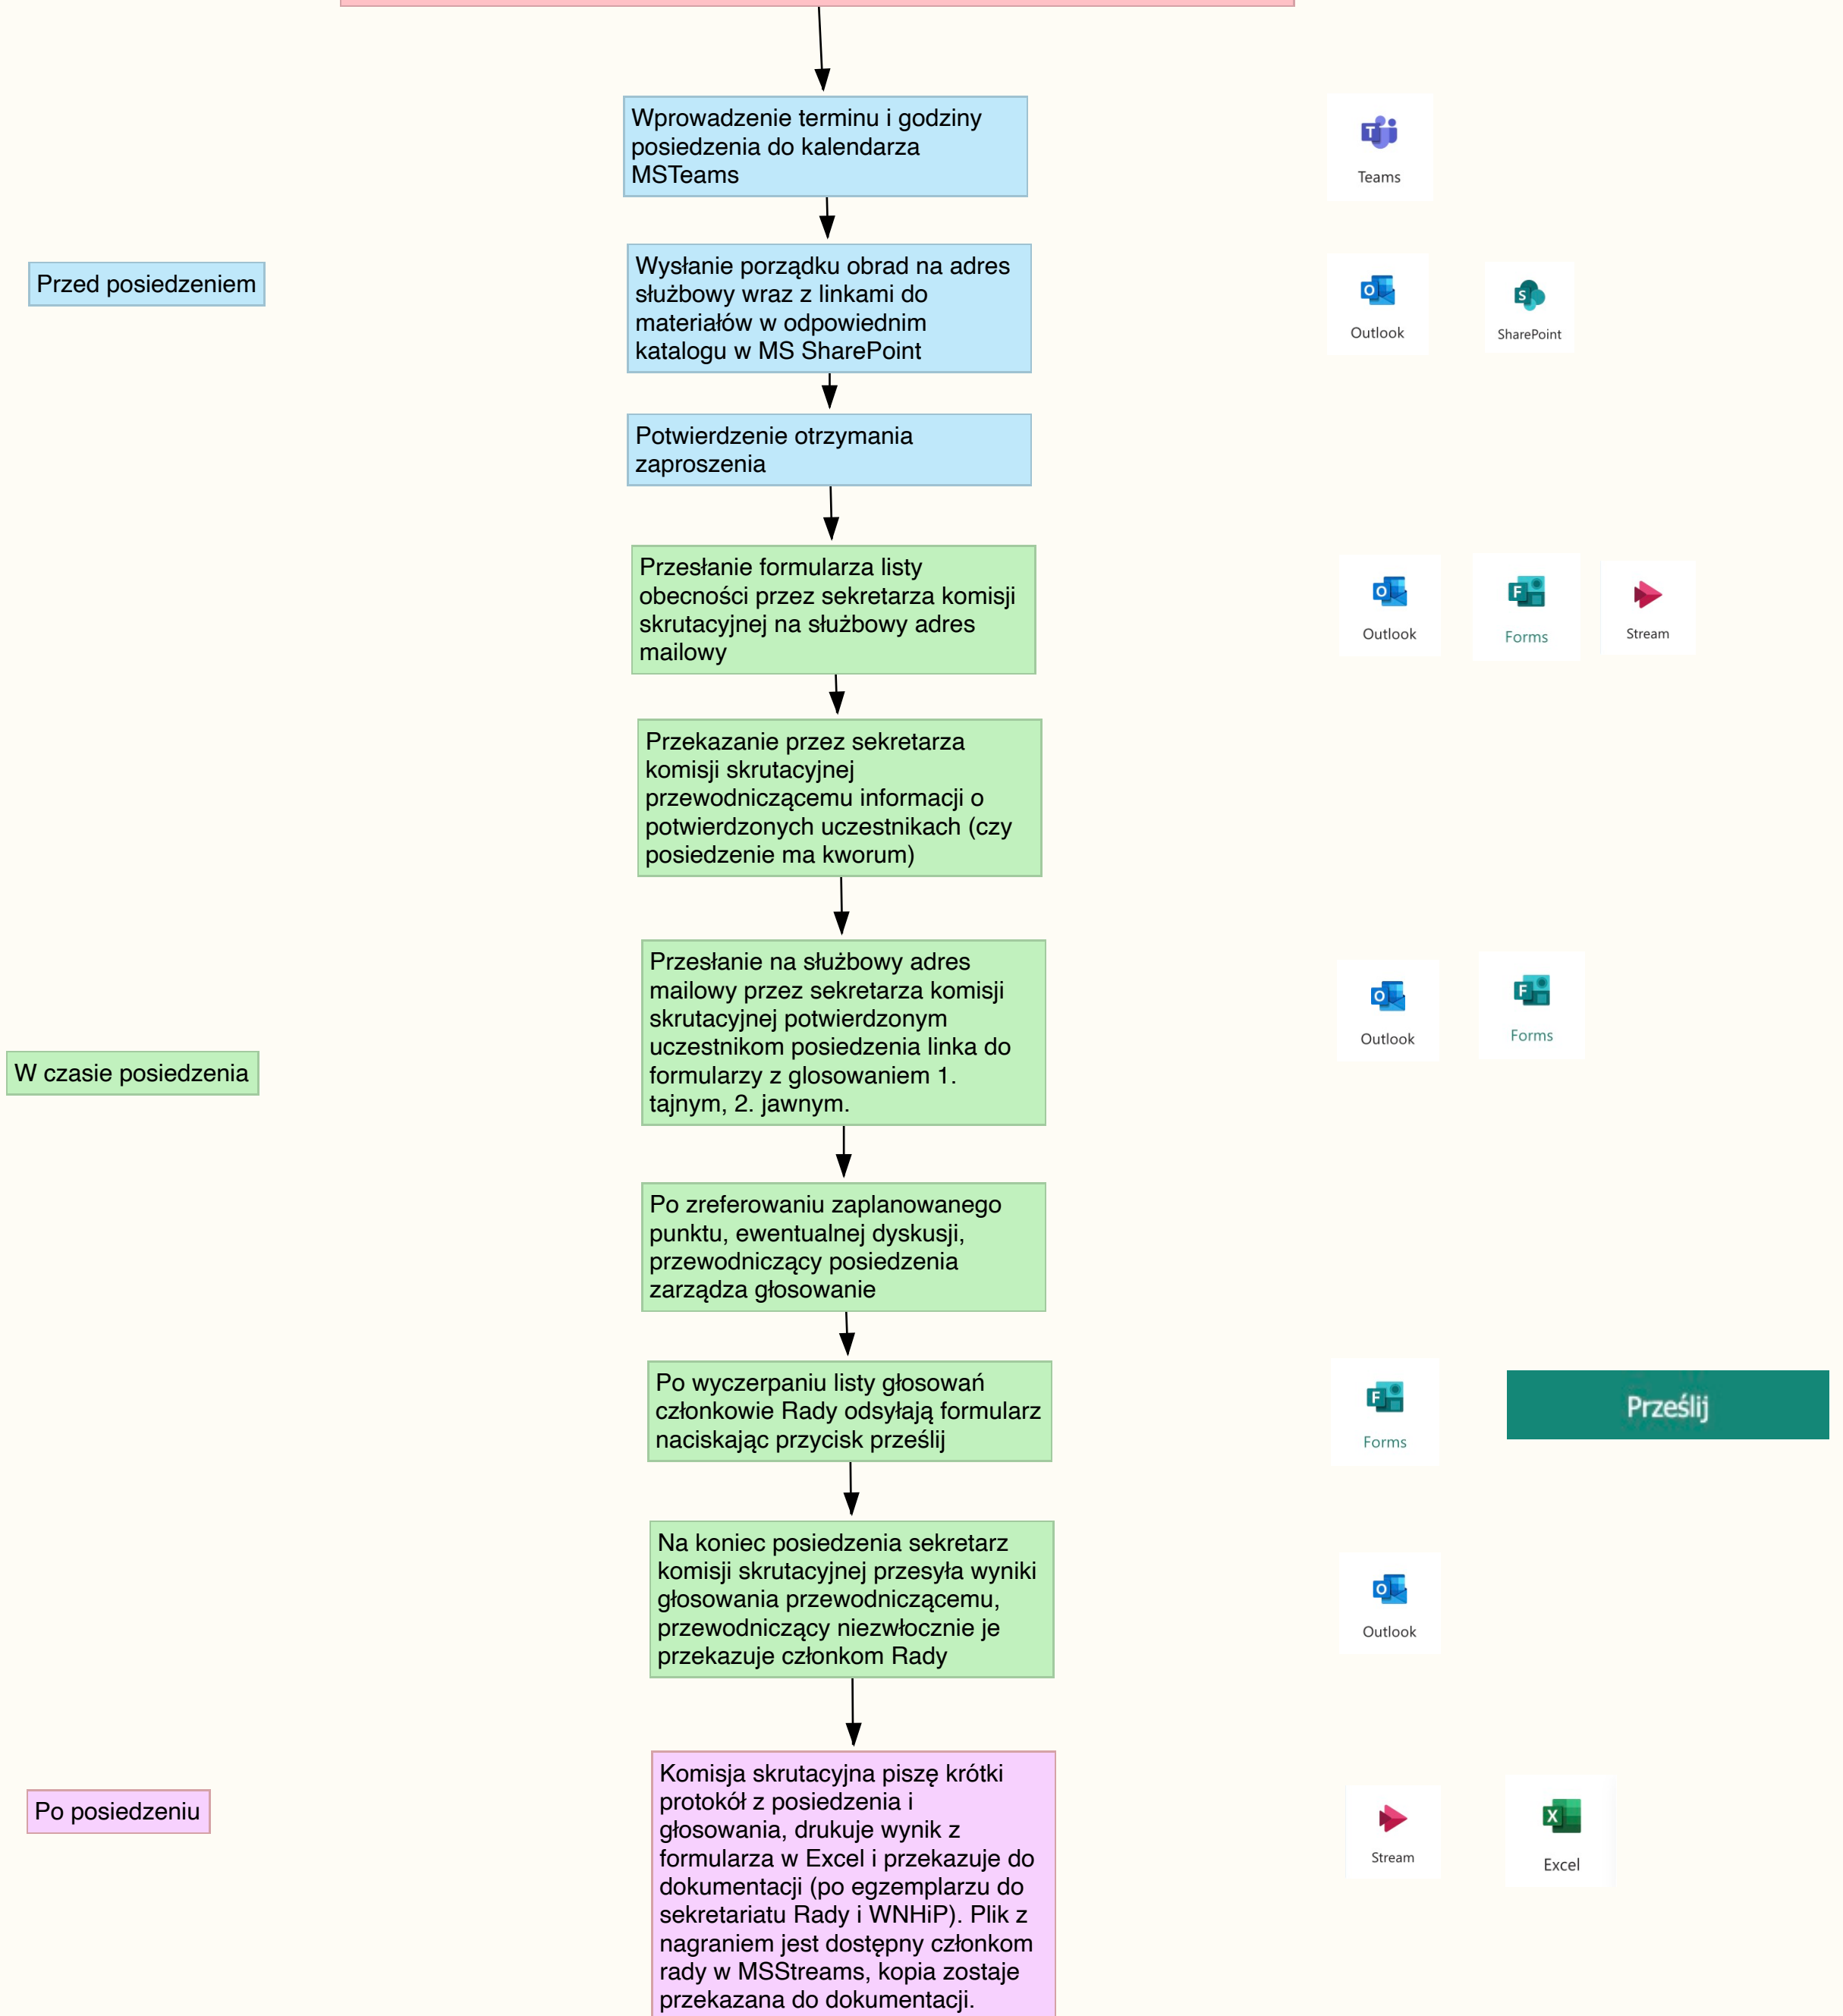 Wprowadzenie terminu i godziny
posiedzenia do kalendarza
MSTeams
Teams
Przed posiedzeniem
Wysłanie porządku obrad na adres
służbowy wraz z linkami do
materiałów w odpowiednim
katalogu w MS SharePoint
Outlook
SharePoint
Potwierdzenie otrzymania
zaproszenia
Przesłanie formularza listy
obecności przez sekretarza komisji
skrutacyjnej na służbowy adres
mailowy
Outlook
Forms
Stream
Przekazanie przez sekretarza
komisji skrutacyjnej
przewodniczącemu informacji o
potwierdzonych uczestnikach (czy
posiedzenie ma kworum)
W czasie posiedzenia
Przesłanie na służbowy adres
mailowy przez sekretarza komisji
skrutacyjnej potwierdzonym
uczestnikom posiedzenia linka do
formularzy z glosowaniem 1.
tajnym, 2. jawnym.
Outlook
Forms
Po zreferowaniu zaplanowanego
punktu, ewentualnej dyskusji,
przewodniczący posiedzenia
zarządza głosowanie
Po wyczerpaniu listy głosowań
członkowie Rady odsyłają formularz
naciskając przycisk prześlij
Forms
Prześlij
Na koniec posiedzenia sekretarz
komisji skrutacyjnej przesyła wyniki
głosowania przewodniczącemu,
przewodniczący niezwłocznie je
przekazuje członkom Rady
Outlook
Po posiedzeniu
Komisja skrutacyjna piszę krótki
protokół z posiedzenia i
głosowania, drukuje wynik z
formularza w Excel i przekazuje do
dokumentacji (po egzemplarzu do
sekretariatu Rady i WNHiP). Plik z
nagraniem jest dostępny członkom
rady w MSStreams, kopia zostaje
przekazana do dokumentacji.
Stream
Excel